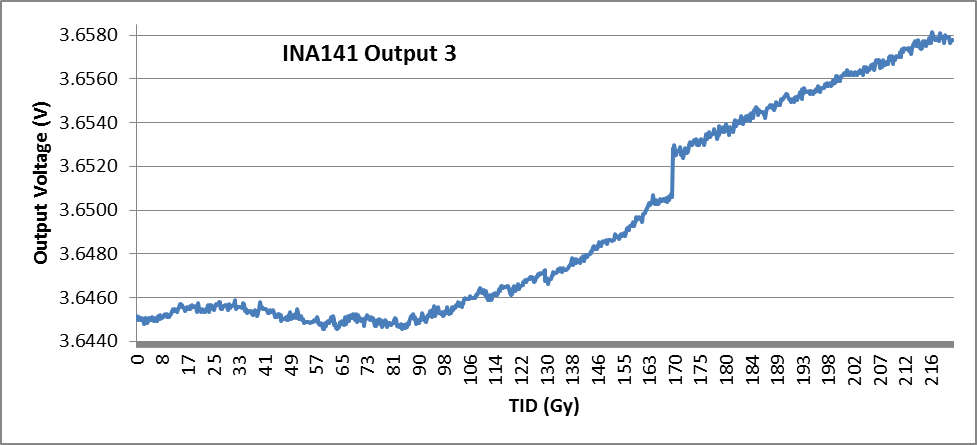 INA141 Output 3
Output Voltage (V)
3.6580
3.6560
3.6540
3.6520
3.6500
3.6480
3.6460
3.6440
0 8 17 25 33 41 49 57 65 73 81 90 98 106 114 122 130 138 146 155 163 170 175 180 184 189 193 198 202 207 212 216
TID (Gy)